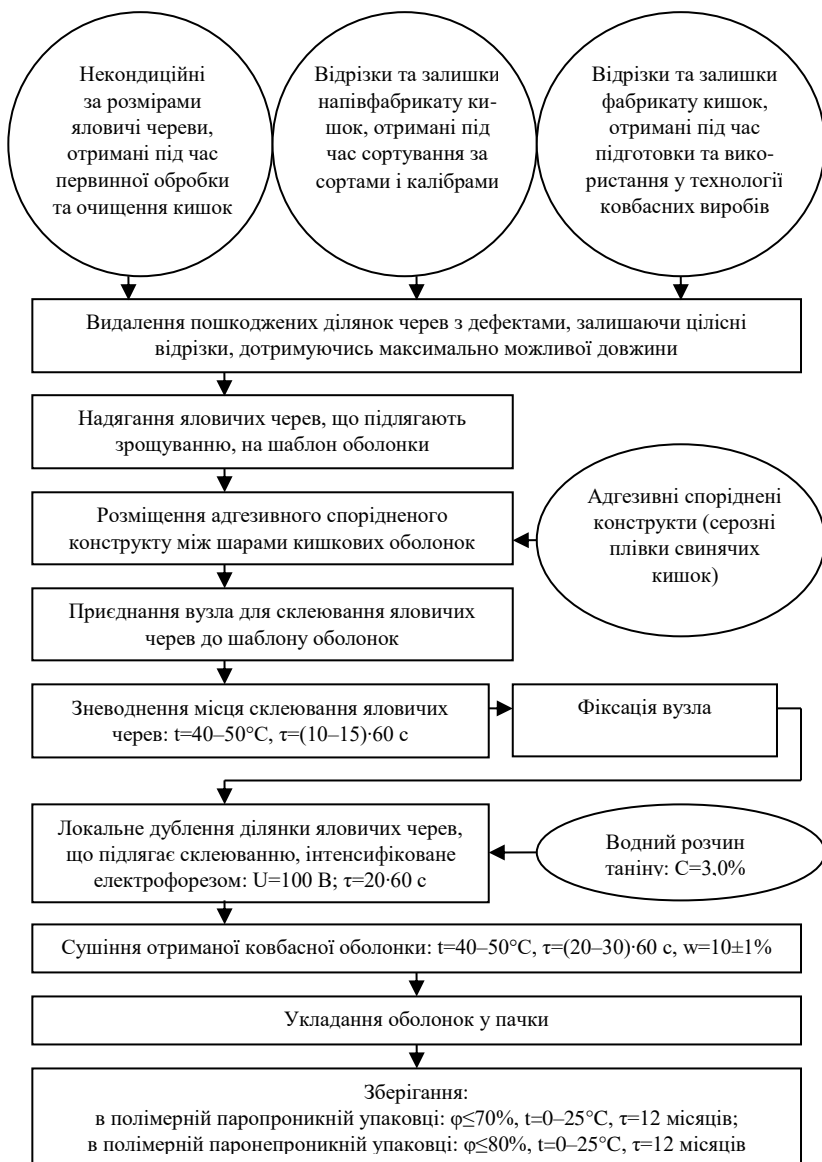 Некондиційні
за розмірами
яловичі череви,
отримані під час
первинної обробки
та очищення кишок
Відрізки та залишки
напівфабрикату ки-
шок, отримані під
час сортування за
сортами і калібрами
Відрізки та залишки
фабрикату кишок,
отримані під час
підготовки та вико-
ристання у технології
ковбасних виробів
Видалення пошкоджених ділянок черев з дефектами, залишаючи цілісні
відрізки, дотримуючись максимально можливої довжини
Надягання яловичих черев, що підлягають
зрощуванню, на шаблон оболонки
Розміщення адгезивного спорідненого
конструкту між шарами кишкових оболонок
Адгезивні споріднені
конструкти (серозні
плівки свинячих
кишок)
Приєднання вузла для склеювання яловичих
черев до шаблону оболонок
Зневоднення місця склеювання яловичих
черев: t=40–50°С, τ=(10–15)·60 с
Фіксація вузла
Локальне дублення ділянки яловичих черев,
що підлягає склеюванню, інтенсифіковане
електрофорезом: U=100 В; τ=20·60 с
Водний розчин
таніну: С=3,0%
Сушіння отриманої ковбасної оболонки: t=40–50°С, τ=(20–30)·60 с, w=10±1%
Укладання оболонок у пачки
Зберігання:
в полімерній паропроникній упаковці: φ≤70%, t=0–25°С, τ=12 місяців;
в полімерній паронепроникній упаковці: φ≤80%, t=0–25°С, τ=12 місяців